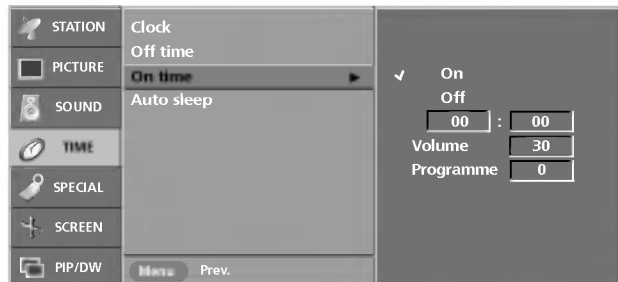 STATION
PICTURE
SOUND
TIME
SPECIAL
SCREEN
PIP/DW
Clock
Off time
On time
Auto sleep
Menu Prev.
On
Off
00 : 00
Volume 30
Programme 0